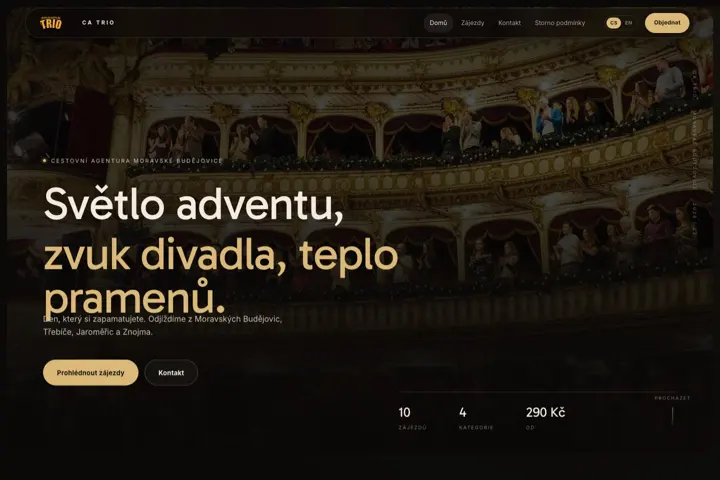 TRIO
CA TRIO
Domů
Zájezdy
Kontakt
Storno podmínky
CS
EN
Objednat
CESTOVNÍ AGENTURA MORAVSKÉ BUDĚJOVICE
Světlo adventu,
zvuk divadla, teplo
pramenů.
Den, který si zapamatujete. Odjíždíme z Moravských Budějovic,
Třebíče, Jaroměřic a Znojma.
Prohlédnout zájezdy
Kontakt
10
ZÁJEZDŮ
4
KATEGORIE
290 Kč
OD
PROCHÁZET